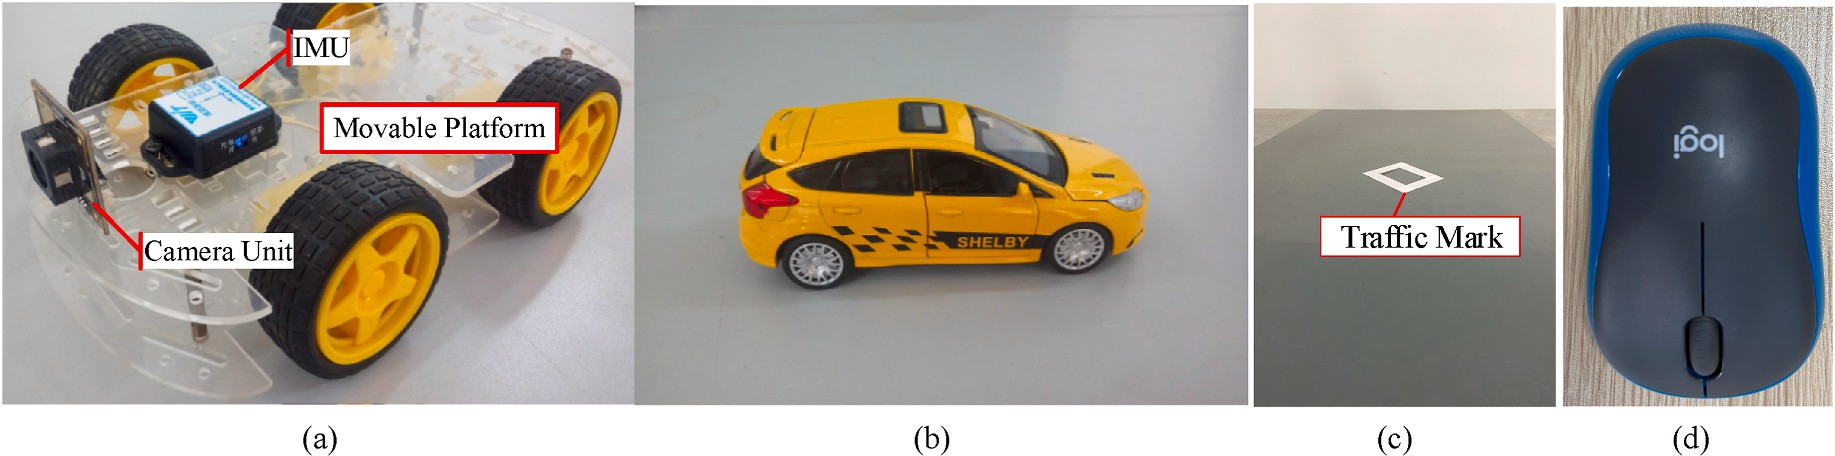 IMU
Movable Platform
Camera Unit
SHELBY
Traffic Mark
logi
(a)
(b)
(c)
(d)